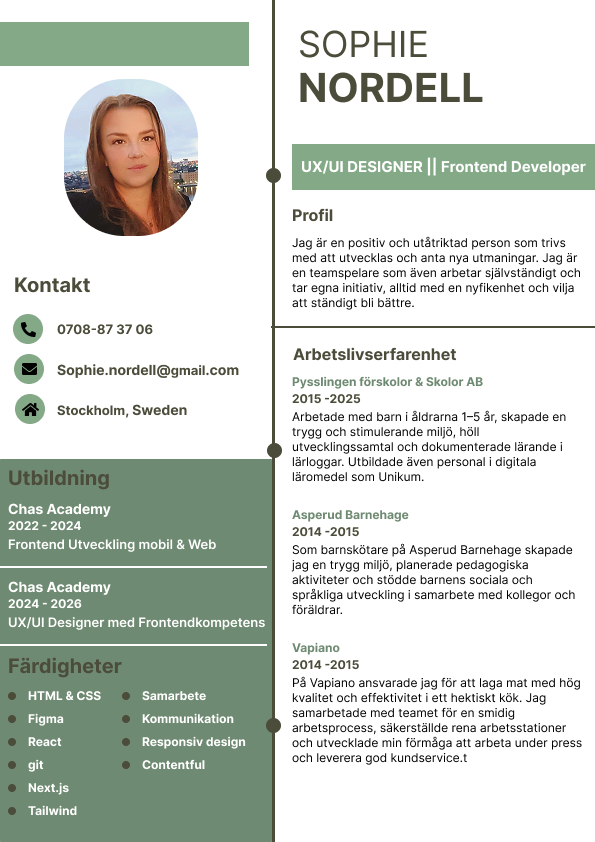 SOPHIE
NORDELL
UX/UI DESIGNER || Frontend Developer
Kontakt
0708-87 37 06
Sophie.nordell@gmail.com
Stockholm, Sweden
Utbildning
Chas Academy
2022 - 2024
Frontend Utveckling mobil & Web
Chas Academy
2024 - 2026
UX/UI Designer med Frontendkompetens
Färdigheter
HTML & CSS
Figma
React
git
Next.js
Tailwind
Samarbete
Kommunikation
Responsiv design
Contentful
Profil
Jag är en positiv och utåtriktad person som trivs
med att utvecklas och anta nya utmaningar. Jag är
en teamspelare som även arbetar självständigt och
tar egna initiativ, alltid med en nyfikenhet och vilja
att ständigt bli bättre.
Arbetslivserfarenhet
Pysslingen förskolor & Skolor AB
2015 -2025
Arbetade med barn i åldrarna 1–5 år, skapade en
trygg och stimulerande miljö, höll
utvecklingssamtal och dokumenterade lärande i
lärloggar. Utbildade även personal i digitala
läromedel som Unikum.
Asperud Barnehage
2014 -2015
Som barnskötare på Asperud Barnehage skapade
jag en trygg miljö, planerade pedagogiska
aktiviteter och stödde barnens sociala och
språkliga utveckling i samarbete med kollegor och
föräldrar.
Vapiano
2014 -2015
På Vapiano ansvarade jag för att laga mat med hög
kvalitet och effektivitet i ett hektiskt kök. Jag
samarbetade med teamet för en smidig
arbetsprocess, säkerställde rena arbetsstationer
och utvecklade min förmåga att arbeta under press
och leverera god kundservice.t